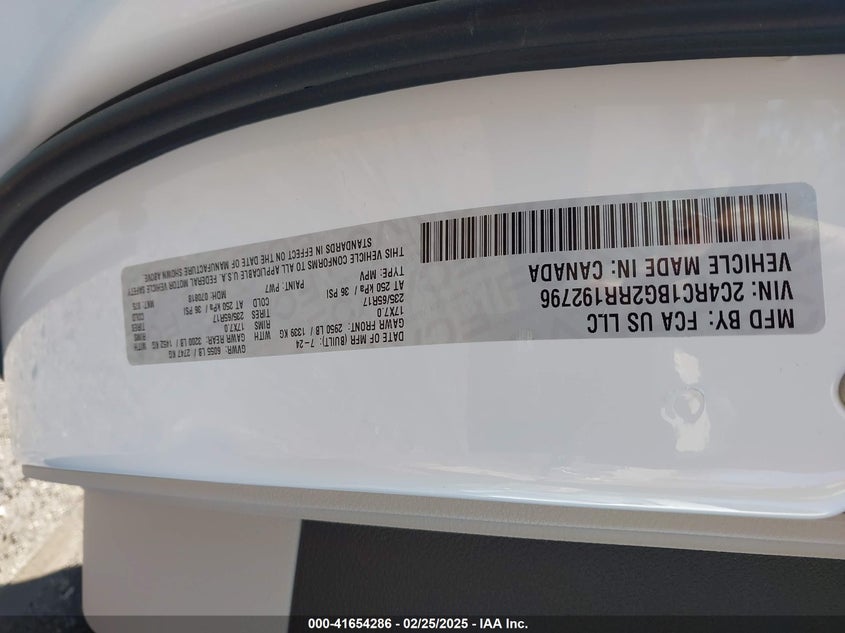 MFD BY: FCA US LLC
VIN: 2C4RC1BG2RR192796
VEHICLE MADE IN: CANADA
DATE OF MFR (BUILT): 7-24
GVWR: 6055 LB / 2747 KG
GAWR FRONT: 2950 LB / 1339 KG
GAWR REAR: 3200 LB / 1452 KG
WITH
17X7.0
RIMS
WITH
17X7.0
RIMS
235/65R17
TIRES
235/65R17
AT 250 kPa / 36 PSI
COLD
AT 250 kPa / 36 PSI
COLD
TYPE: MPV
PAINT: PW7
MDH: 070818
THIS VEHICLE CONFORMS TO ALL APPLICABLE U.S.A. FEDERAL MOTOR VEHICLE SAFETY
STANDARDS IN EFFECT ON THE DATE OF MANUFACTURE SHOWN ABOVE.
000-41654286 - 02/25/2025 - IAA Inc.